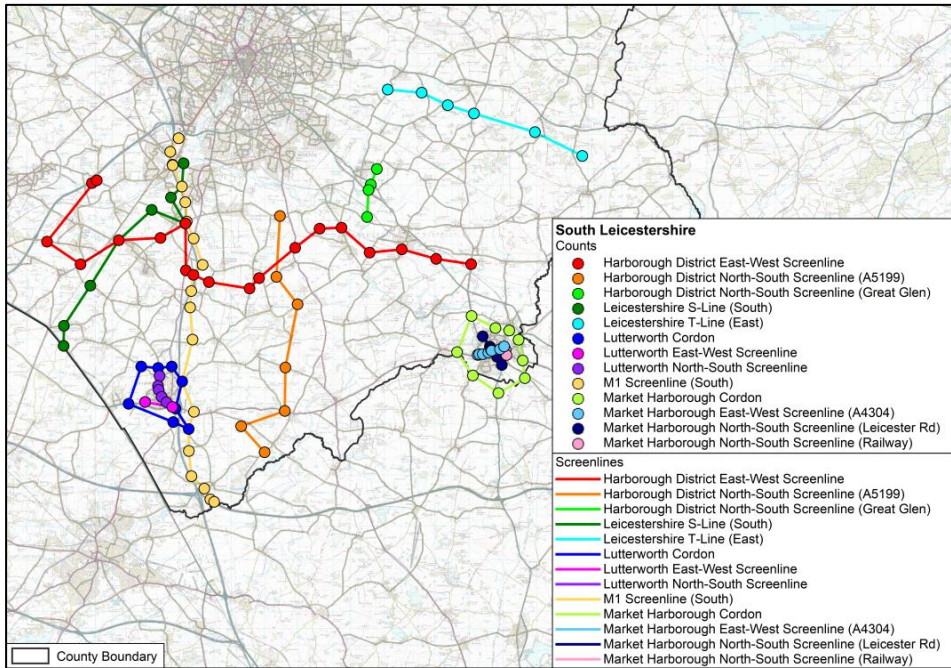 South Leicestershire
Counts
Harborough District East-West Screenline
Harborough District North-South Screenline (A5199)
Harborough District North-South Screenline (Great Glen)
Leicestershire S-Line (South)
Leicestershire T-Line (East)
Lutterworth Cordon
Lutterworth East-West Screenline
Lutterworth North-South Screenline
M1 Screenline (South)
Market Harborough Cordon
Market Harborough East-West Screenline (A4304)
Market Harborough North-South Screenline (Leicester Rd)
Market Harborough North-South Screenline (Railway)
Screenlines
Harborough District East-West Screenline
Harborough District North-South Screenline (A5199)
Harborough District North-South Screenline (Great Glen)
Leicestershire S-Line (South)
Leicestershire T-Line (East)
Lutterworth Cordon
Lutterworth East-West Screenline
Lutterworth North-South Screenline
M1 Screenline (South)
Market Harborough Cordon
Market Harborough East-West Screenline (A4304)
Market Harborough North-South Screenline (Leicester Rd)
Market Harborough North-South Screenline (Railway)
County Boundary